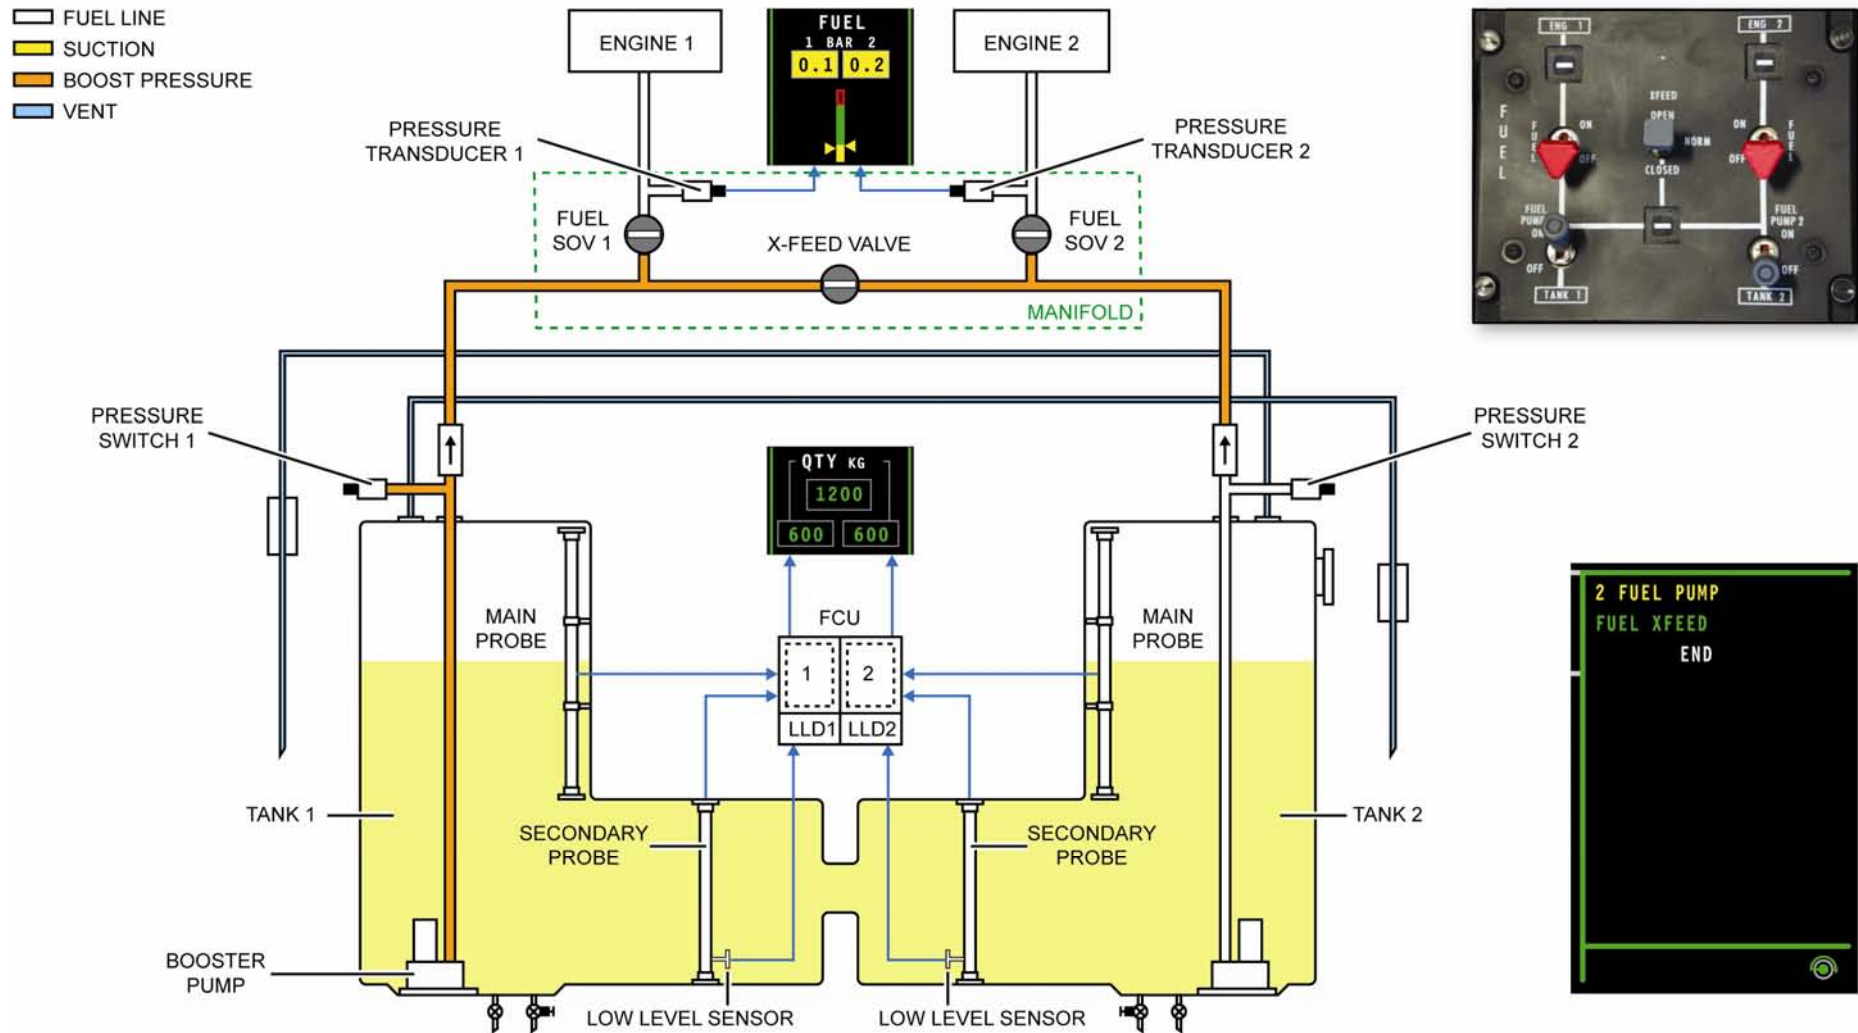 FUEL LINE
SUCTION
BOOST PRESSURE
VENT
ENGINE 1
FUEL
1 BAR 2
0.1 0.2
ENGINE 2
PRESSURE
TRANSDUCER 1
PRESSURE
TRANSDUCER 2
FUEL
SOV 1
X-FEED VALVE
FUEL
SOV 2
MANIFOLD
ENG 1
ENG 2
XFEED
OPEN
ON
ON
NORM
FUEL
FUEL
FUEL
OFF
OFF
CLOSED
FUEL
PUMP
ON
FUEL
PUMP 2
ON
OFF
OFF
TANK 1
TANK 2
PRESSURE
SWITCH 1
PRESSURE
SWITCH 2
QTY KG
1200
600 600
MAIN
PROBE
FCU
1 2
LLD1 LLD2
MAIN
PROBE
2 FUEL PUMP
FUEL XFEED
END
TANK 1
SECONDARY
PROBE
SECONDARY
PROBE
TANK 2
BOOSTER
PUMP
LOW LEVEL SENSOR
LOW LEVEL SENSOR